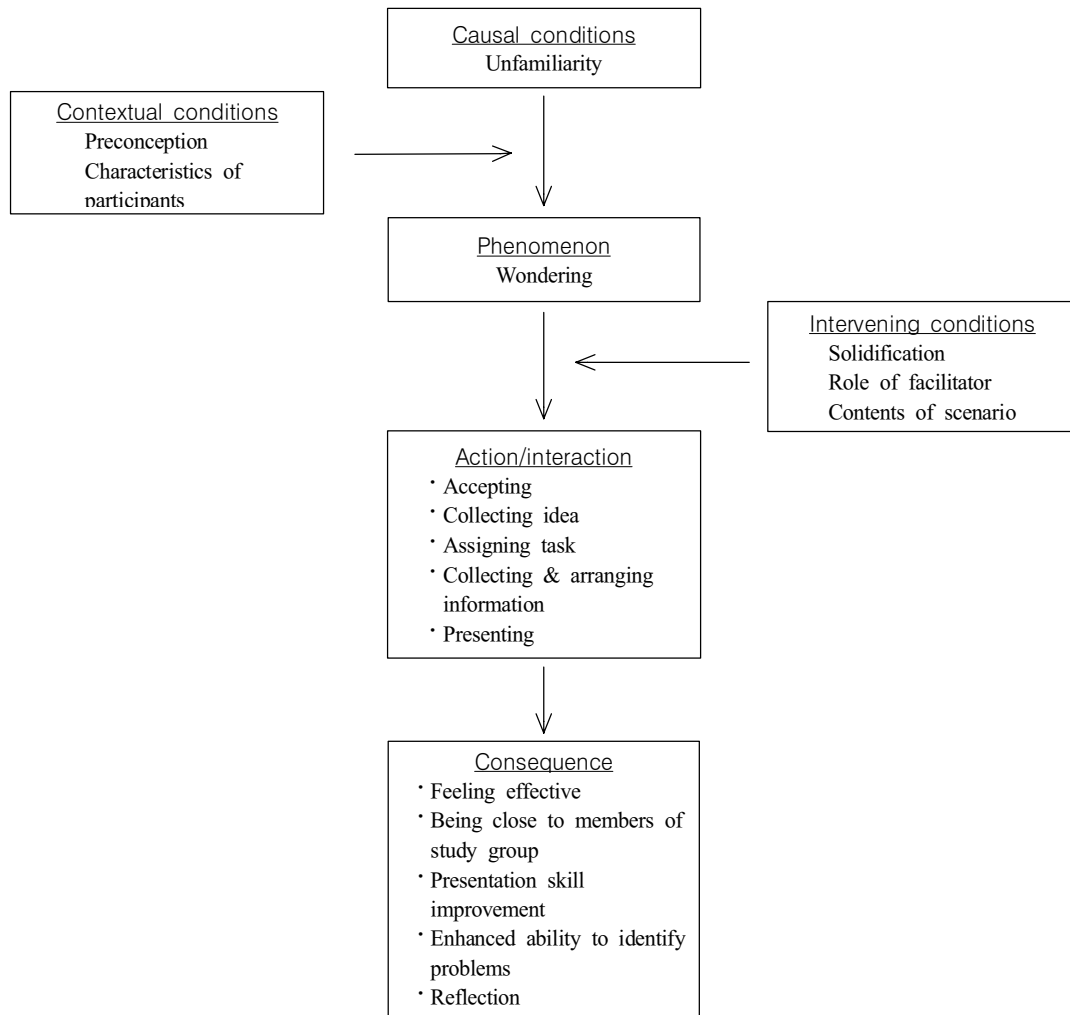 Causal conditions
Unfamiliarity
Contextual conditions
Preconception
Characteristics of
participants
Phenomenon
Wondering
Intervening conditions
Solidification
Role of facilitator
Contents of scenario
Action/interaction
· Accepting
· Collecting idea
· Assigning task
· Collecting & arranging
information
· Presenting
Consequence
· Feeling effective
· Being close to members of
study group
· Presentation skill
improvement
· Enhanced ability to identify
problems
· Reflection